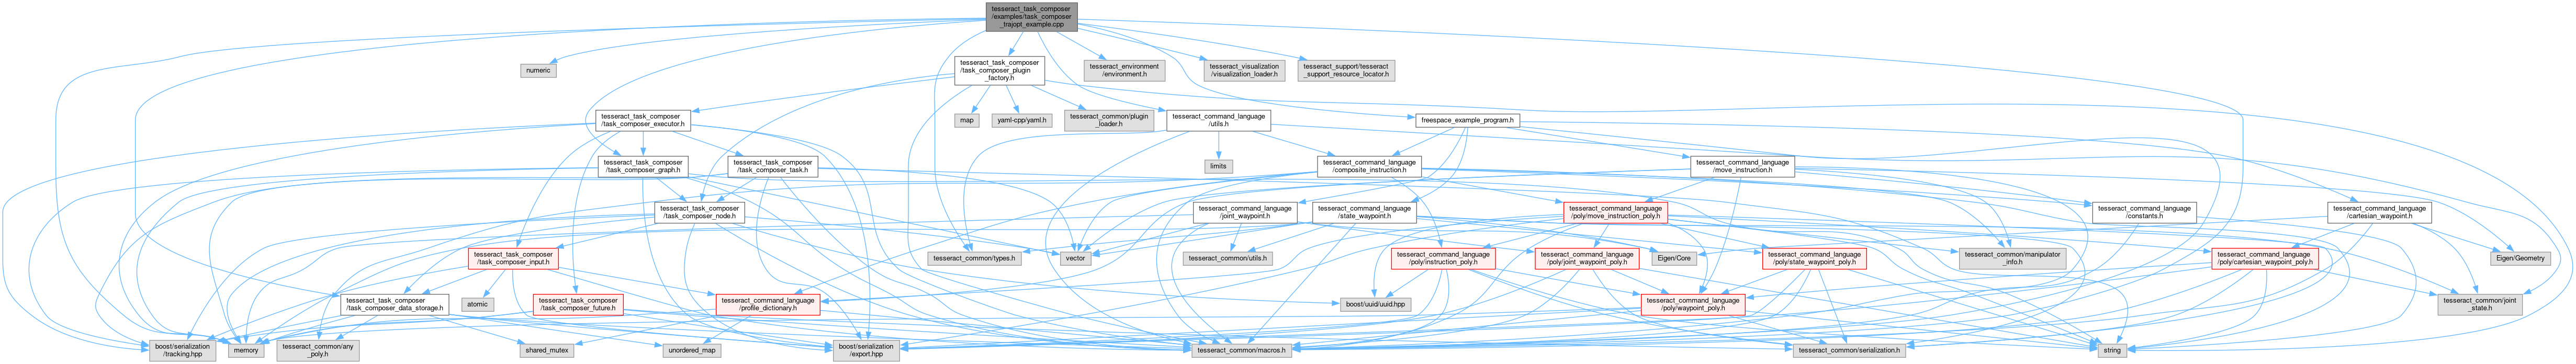 tesseract_task_composer
/examples/task_composer
_trajopt_example.cpp
numeric
tesseract_task_composer
/task_composer_plugin
_factory.h
tesseract_environment
/environment.h
tesseract_visualization
/visualization_loader.h
tesseract_support/tesseract
_support_resource_locator.h
tesseract_task_composer
/task_composer_executor.h
map
yaml-cpp/yaml.h
tesseract_common/plugin
_loader.h
tesseract_command_language
/utils.h
freespace_example_program.h
tesseract_task_composer
/task_composer_graph.h
tesseract_task_composer
/task_composer_task.h
limits
tesseract_command_language
/composite_instruction.h
tesseract_command_language
/move_instruction.h
tesseract_task_composer
/task_composer_node.h
tesseract_command_language
/joint_waypoint.h
tesseract_command_language
/state_waypoint.h
tesseract_command_language
/poly/move_instruction_poly.h
tesseract_command_language
/constants.h
tesseract_command_language
/cartesian_waypoint.h
tesseract_task_composer
/task_composer_input.h
tesseract_common/types.h
vector
tesseract_common/utils.h
tesseract_command_language
/poly/instruction_poly.h
tesseract_command_language
/poly/joint_waypoint_poly.h
Eigen/Core
tesseract_command_language
/poly/state_waypoint_poly.h
tesseract_common/manipulator
_info.h
tesseract_command_language
/poly/cartesian_waypoint_poly.h
Eigen/Geometry
tesseract_task_composer
/task_composer_data_storage.h
atomic
tesseract_task_composer
/task_composer_future.h
tesseract_command_language
/profile_dictionary.h
boost/uuid/uuid.hpp
tesseract_command_language
/poly/waypoint_poly.h
tesseract_common/joint
_state.h
boost/serialization
/tracking.hpp
memory
tesseract_common/any
_poly.h
shared_mutex
unordered_map
boost/serialization
/export.hpp
tesseract_common/macros.h
tesseract_common/serialization.h
string